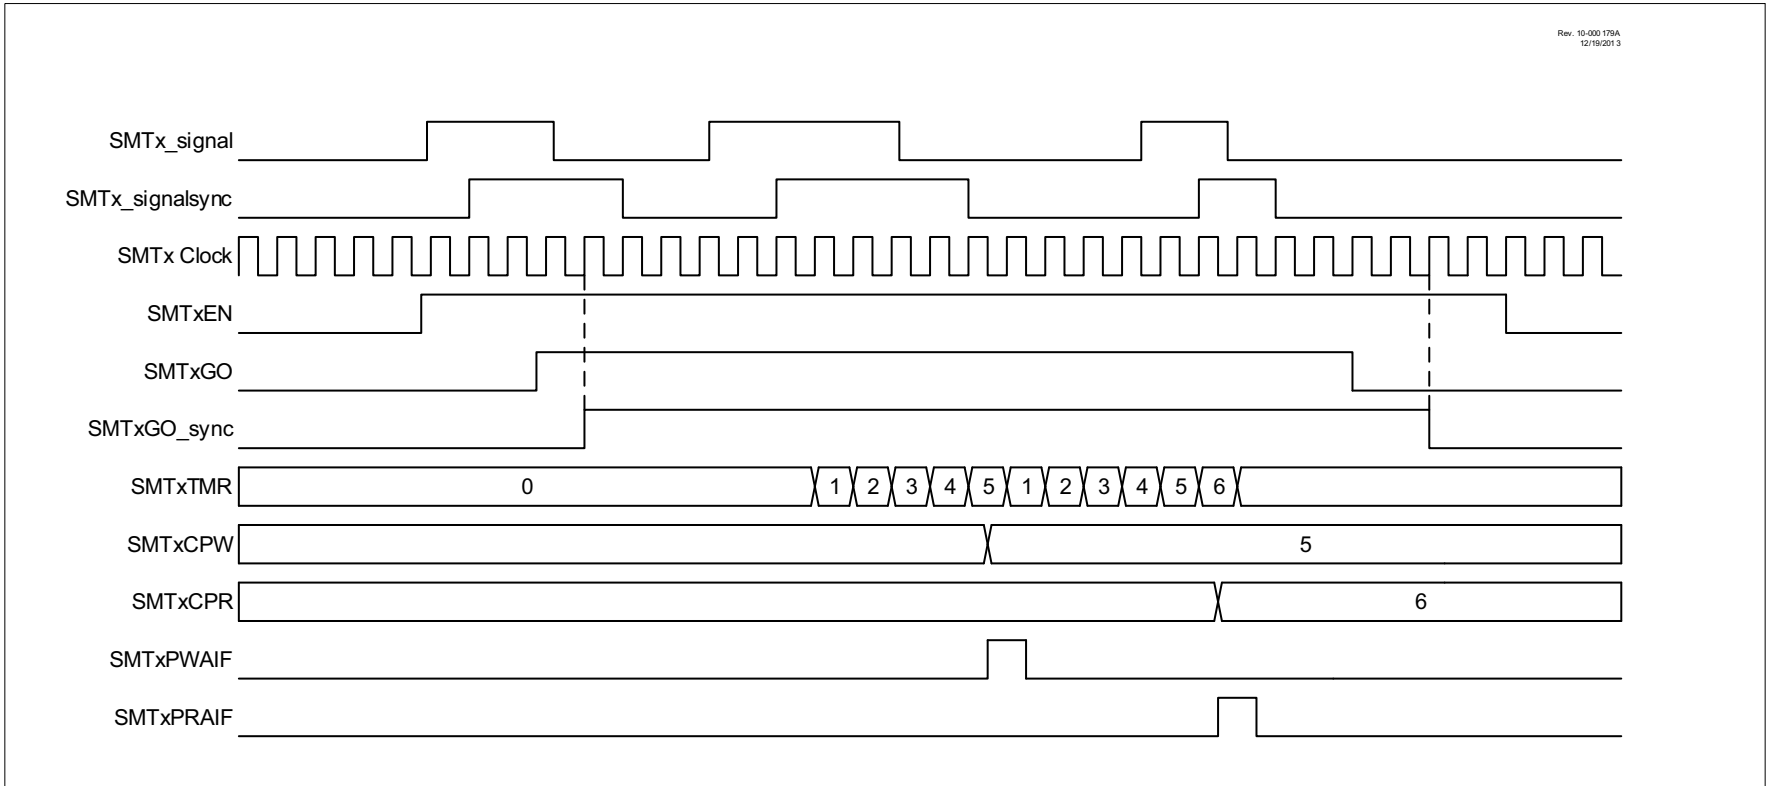 Rev. 10-000 179A
12/19/201 3
SMTx_signal
SMTx_signalsync
SMTx Clock
SMTxEN
SMTxGO
SMTxGO_sync
SMTxTMR 0 1 2 3 4 5 1 2 3 4 5 6
SMTxCPW 5
SMTxCPR 6
SMTxPWAIF
SMTxPRAIF